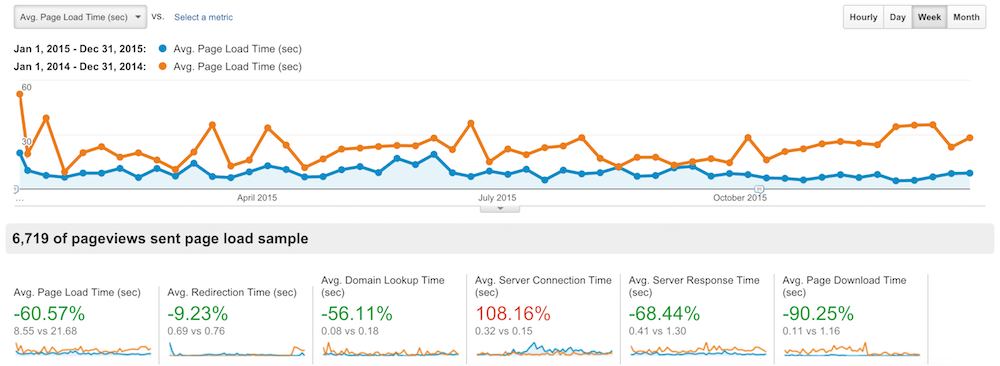 Avg. Page Load Time (sec) vs. Select a metric
Hourly Day Week Month
Jan 1, 2015 - Dec 31, 2015: Avg. Page Load Time (sec)
Jan 1, 2014 - Dec 31, 2014: Avg. Page Load Time (sec)
60
30
... April 2015 July 2015 October 2015
6,719 of pageviews sent page load sample
Avg. Page Load Time (sec)
-60.57%
8.55 vs 21.68
Avg. Redirection Time (sec)
-9.23%
0.69 vs 0.76
Avg. Domain Lookup Time
(sec)
-56.11%
0.08 vs 0.18
Avg. Server Connection Time
(sec)
108.16%
0.32 vs 0.15
Avg. Server Response Time
(sec)
-68.44%
0.41 vs 1.30
Avg. Page Download Time
(sec)
-90.25%
0.11 vs 1.16